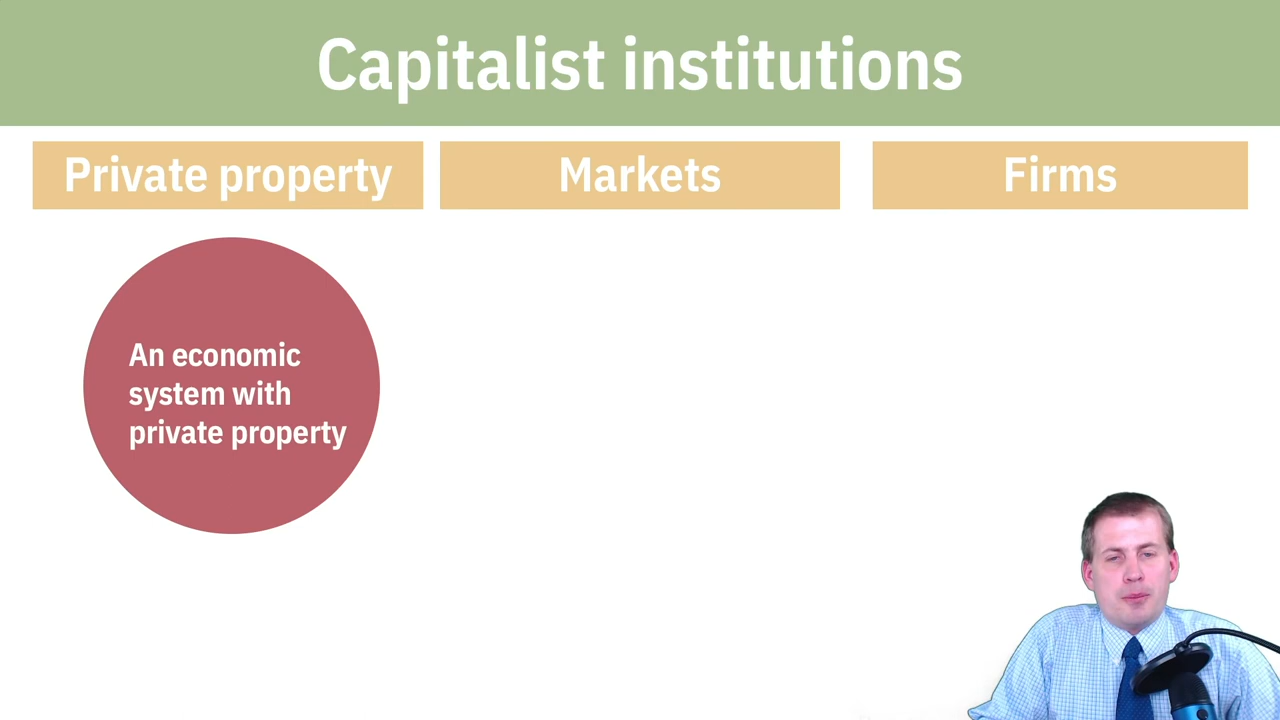 Capitalist institutions
Private property
Markets
Firms
An economic
system with
private property